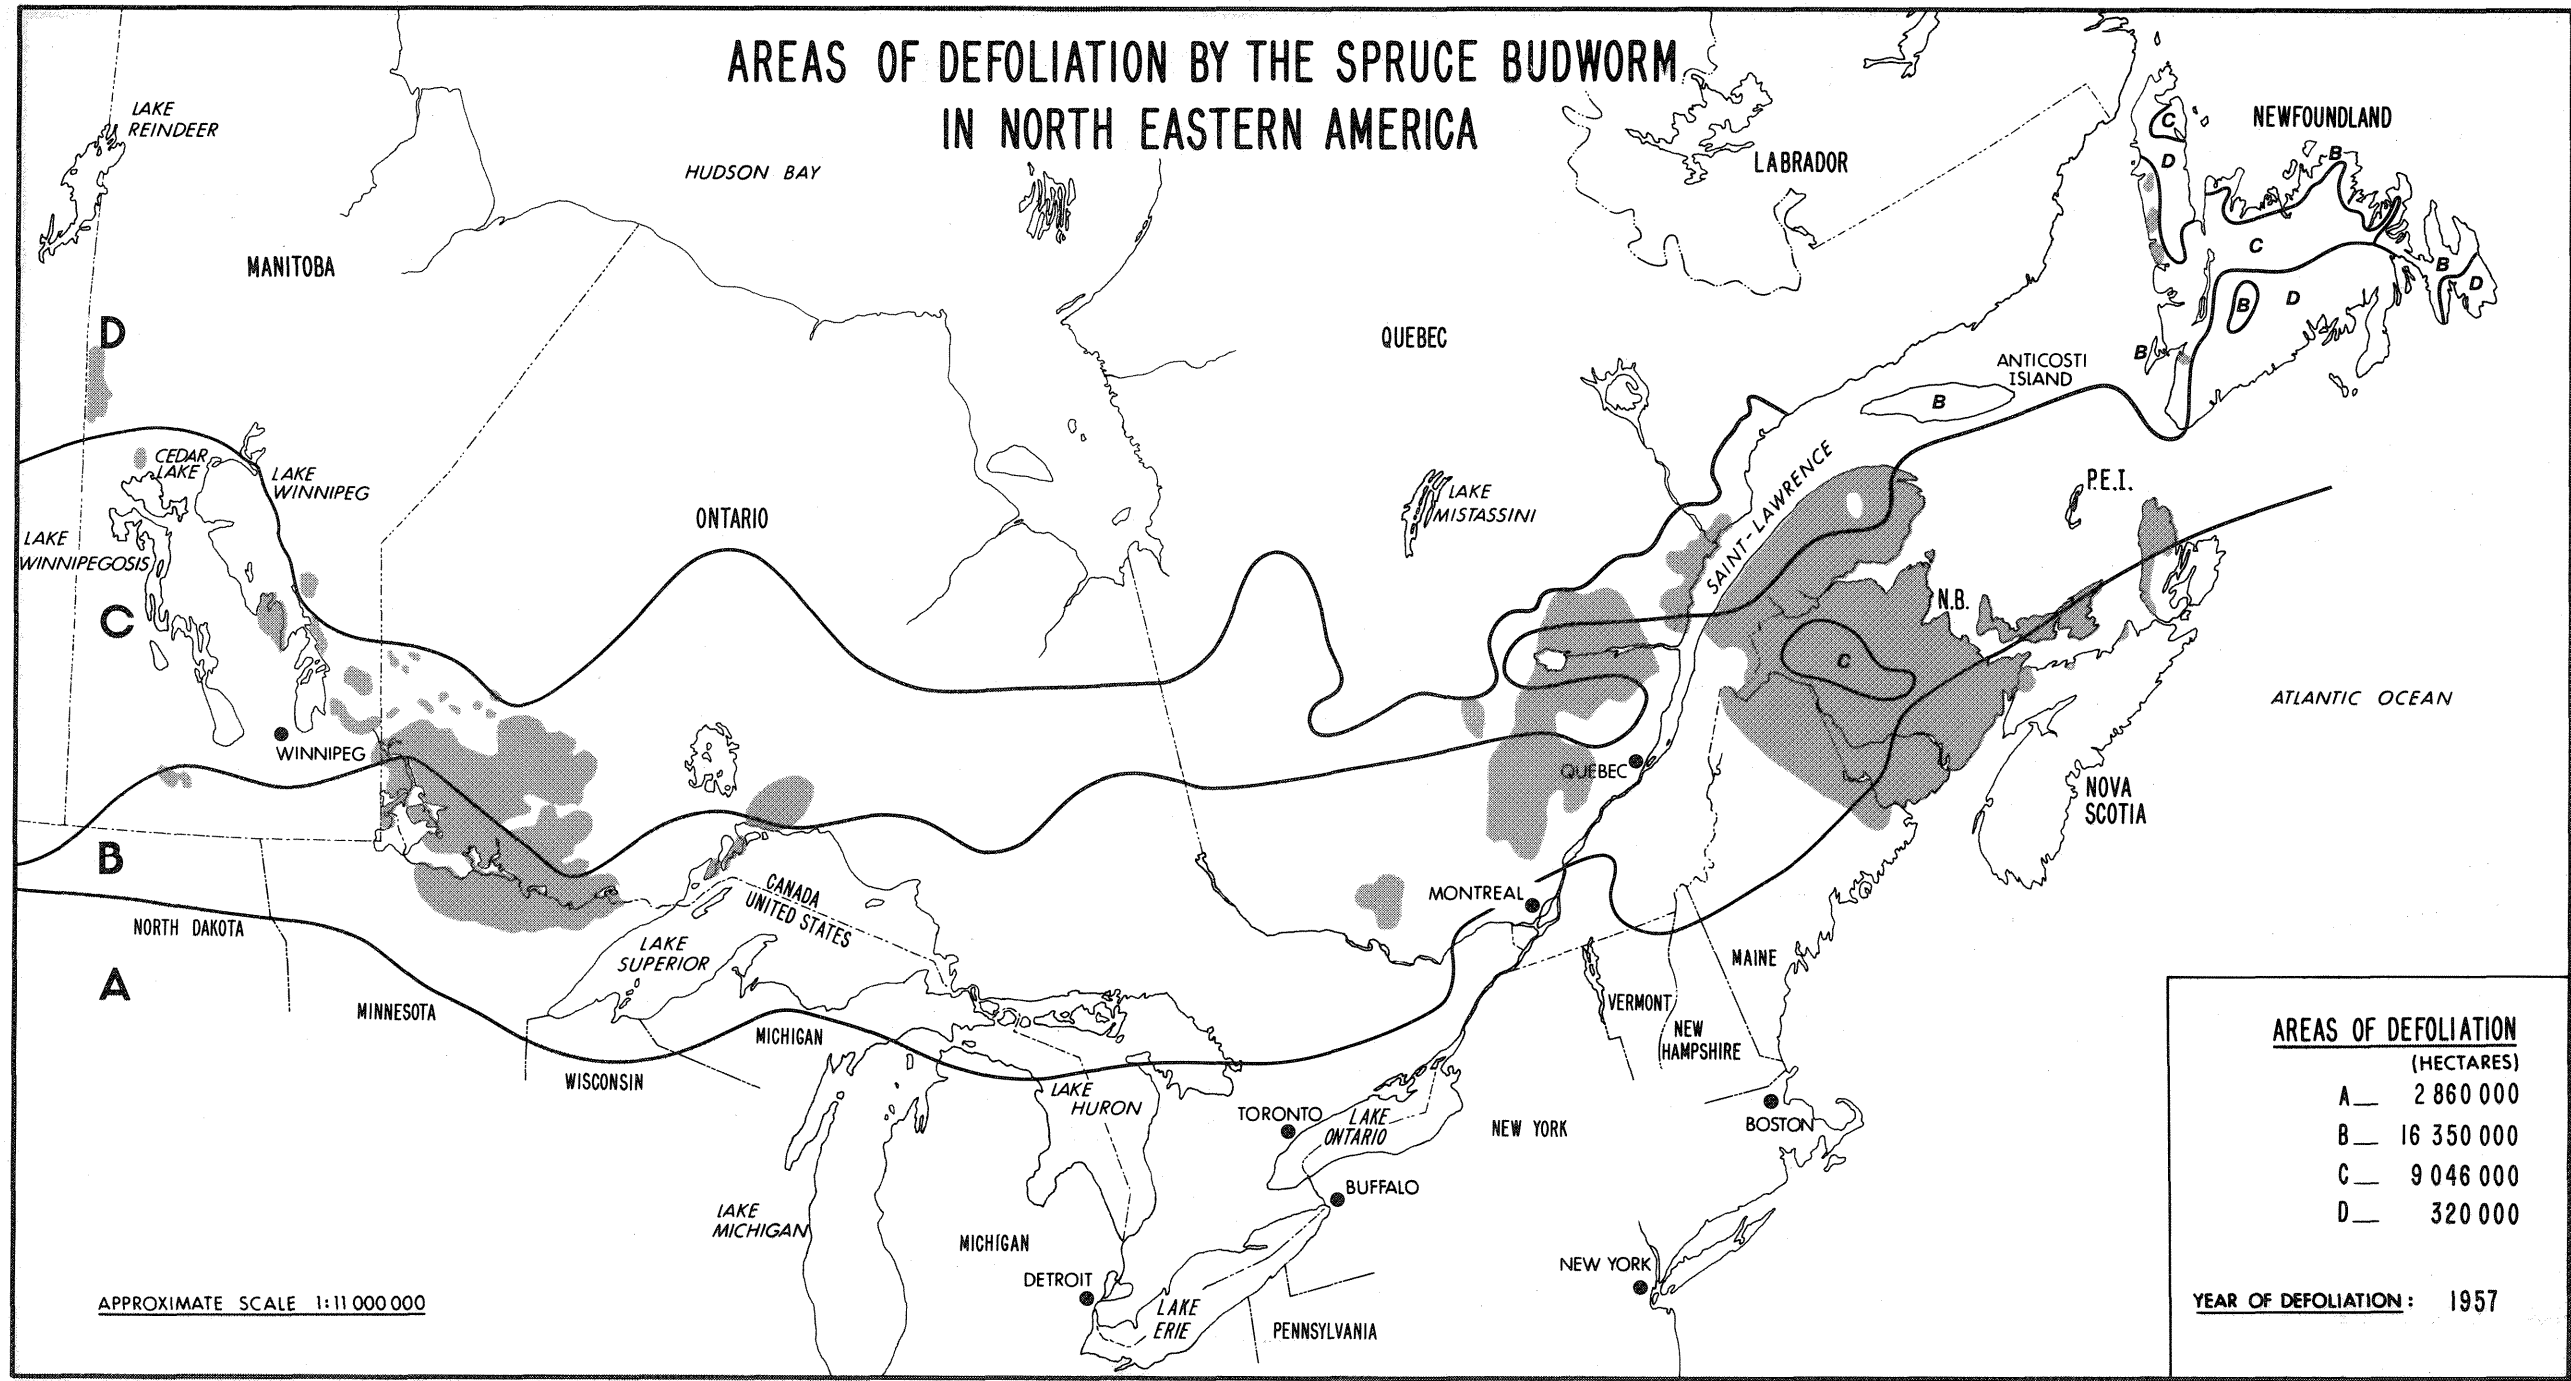 AREAS OF DEFOLIATION BY THE SPRUCE BUDWORM
IN NORTH EASTERN AMERICA
LAKE
REINDEER
HUDSON BAY
MANITOBA
LABRADOR
NEWFOUNDLAND
C
D
B
C
B
D
B
D
B
D
QUEBEC
ANTICOSTI
ISLAND
B
CEDAR
LAKE
LAKE
WINNIPEG
LAKE
MISTASSINI
SAINT-LAWRENCE
P.E.I.
ONTARIO
LAKE
WINNIPEGOSIS
C
N.B.
C
ATLANTIC OCEAN
WINNIPEG
QUEBEC
NOVA
SCOTIA
B
CANADA
UNITED STATES
MONTREAL
NORTH DAKOTA
LAKE
SUPERIOR
MAINE
A
MINNESOTA
VERMONT
NEW
HAMPSHIRE
MICHIGAN
WISCONSIN
LAKE
HURON
TORONTO
LAKE
ONTARIO
NEW YORK
BOSTON
BUFFALO
LAKE
MICHIGAN
MICHIGAN
DETROIT
NEW YORK
LAKE
ERIE
PENNSYLVANIA
APPROXIMATE SCALE 1:11 000 000
AREAS OF DEFOLIATION
(HECTARES)
A__ 2 860 000
B__ 16 350 000
C__ 9 046 000
D__ 320 000
YEAR OF DEFOLIATION: 1957